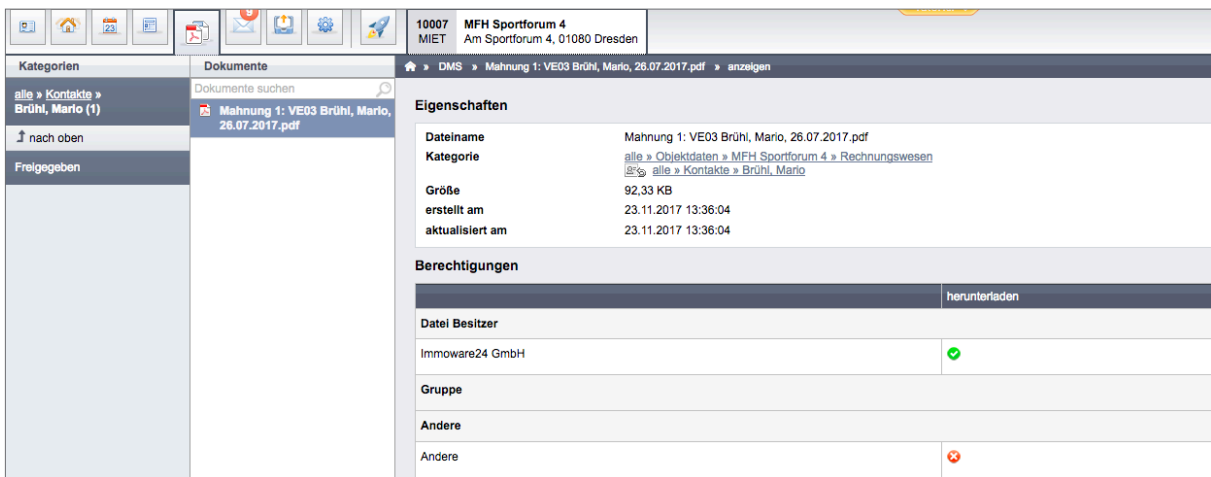 23
9
10007 MFH Sportforum 4
MIET Am Sportforum 4, 01080 Dresden
Kategorien
alle » Kontakte »
Brühl, Mario (1)
nach oben
Freigegeben
Dokumente
Dokumente suchen
Mahnung 1: VE03 Brühl, Mario,
26.07.2017.pdf
» DMS » Mahnung 1: VE03 Brühl, Mario, 26.07.2017.pdf » anzeigen
Eigenschaften
Dateiname Mahnung 1: VE03 Brühl, Mario, 26.07.2017.pdf
Kategorie alle » Objektdaten » MFH Sportforum 4 » Rechnungswesen
alle » Kontakte » Brühl, Mario
Größe 92,33 KB
erstellt am 23.11.2017 13:36:04
aktualisiert am 23.11.2017 13:36:04
Berechtigungen
herunterladen
Datei Besitzer
Immoware24 GmbH
Gruppe
Andere
Andere